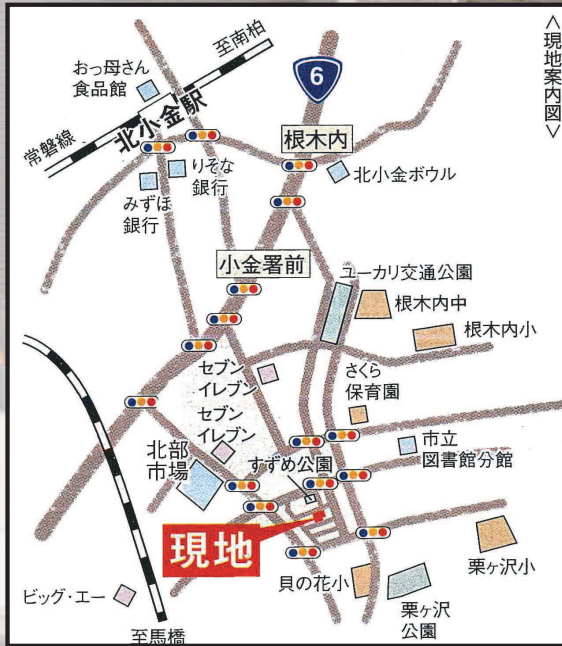 ＜現地案内図＞
至南柏
おっ母さん
食品館
6
北小金駅
常磐線
根木内
りそな
銀行
北小金ボウル
みずほ
銀行
小金署前
ユーカリ交通公園
根木内中
根木内小
セブン
イレブン
さくら
保育園
セブン
イレブン
北部
市場
すずめ公園
市立
図書館分館
現地
栗ヶ沢小
貝の花小
ビッグ・エー
栗ヶ沢
公園
至馬橋